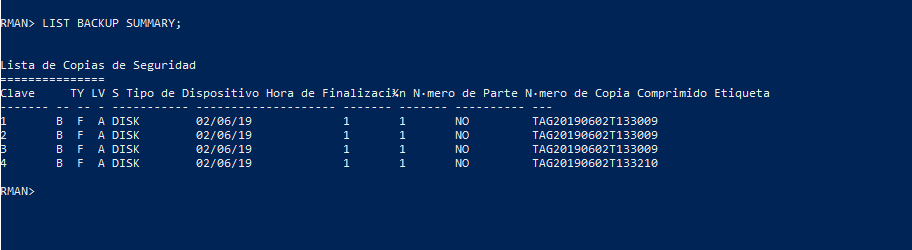 RMAN> LIST BACKUP SUMMARY;
Lista de Copias de Seguridad
===============
Clave     TY LV S Tipo de Dispositivo Hora de Finalizaci¾n N·mero de Parte N·mero de Copia Comprimido Etiqueta
------- -- -- - ----------- -------------------- ------- ------- ---------- ---
1       B  F  A DISK        02/06/19             1       1       NO         TAG20190602T133009
2       B  F  A DISK        02/06/19             1       1       NO         TAG20190602T133009
3       B  F  A DISK        02/06/19             1       1       NO         TAG20190602T133009
4       B  F  A DISK        02/06/19             1       1       NO         TAG20190602T133210
RMAN>